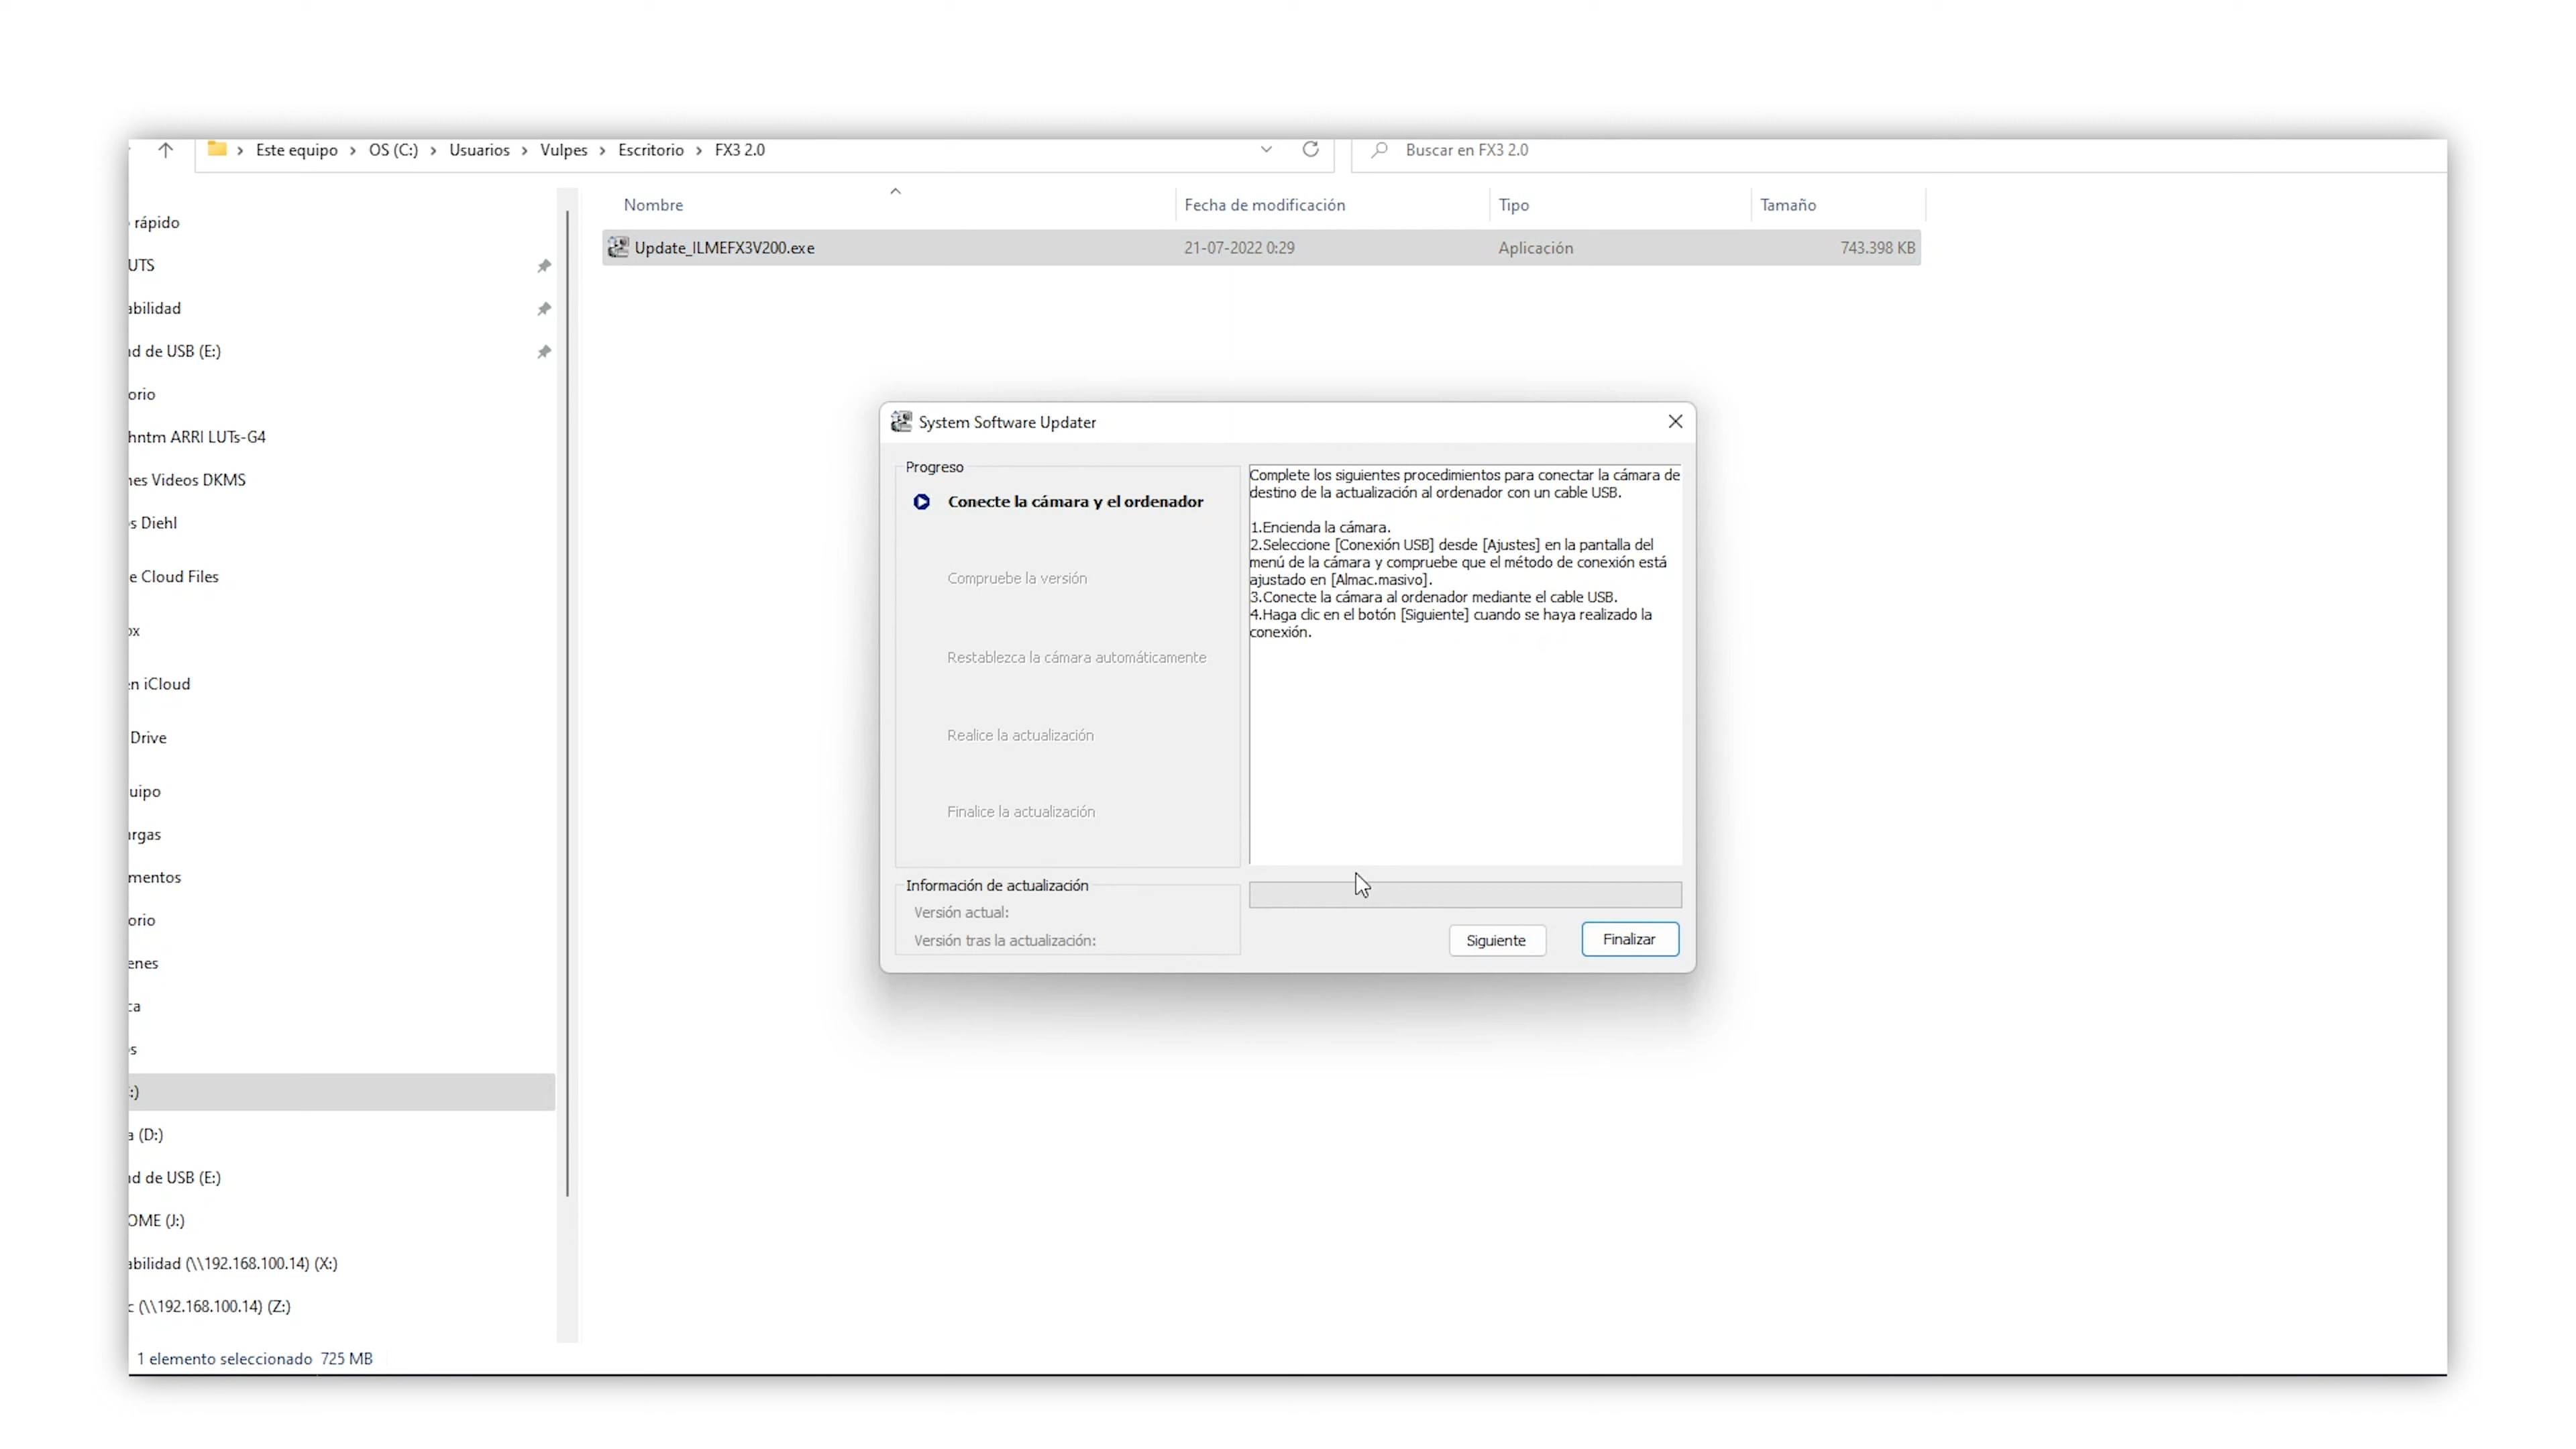 Este equipo > OS (C:) > Usuarios > Vulpes > Escritorio > FX3 2.0
Buscar en FX3 2.0
Nombre
Fecha de modificación
Tipo
Tamaño
Update_ILMEFX3V200.exe
21-07-2022 0:29
Aplicación
743.398 KB
rápido
UTS
abilidad
d de USB (E:)
orio
hntm ARRI LUTs-G4
nes Videos DKMS
s Diehl
e Cloud Files
ox
en iCloud
Drive
uipo
argas
mentos
orio
enes
ca
s
:)
a (D:)
d de USB (E:)
OME (J:)
abilidad (\\192.168.100.14) (X:)
c (\\192.168.100.14) (Z:)
1 elemento seleccionado 725 MB
System Software Updater
Progreso
Conecte la cámara y el ordenador
Compruebe la versión
Restablezca la cámara automáticamente
Realice la actualización
Finalice la actualización
Complete los siguientes procedimientos para conectar la cámara de
destino de la actualización al ordenador con un cable USB.
1.Encienda la cámara.
2.Seleccione [Conexión USB] desde [Ajustes] en la pantalla del
menú de la cámara y compruebe que el método de conexión está
ajustado en [Almac.masivo].
3.Conecte la cámara al ordenador mediante el cable USB.
4.Haga clic en el botón [Siguiente] cuando se haya realizado la
conexión.
Información de actualización
Versión actual:
Versión tras la actualización:
Siguiente
Finalizar